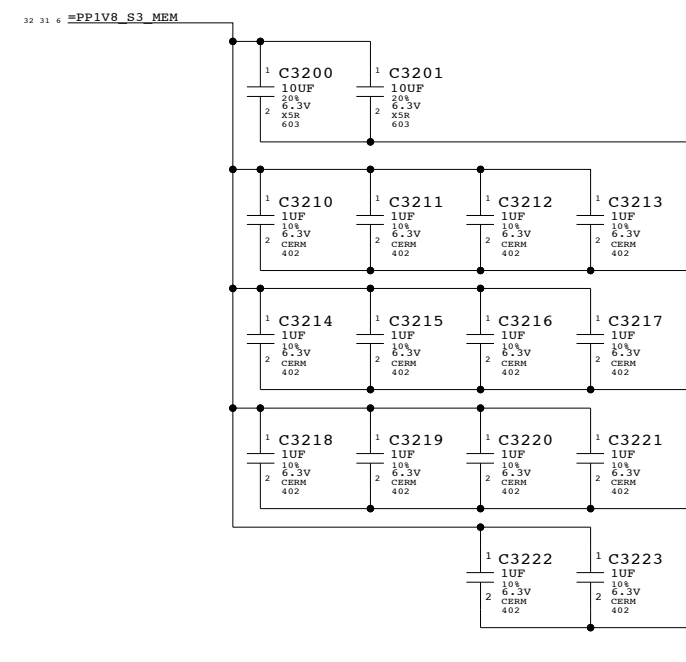 32 31 6 =PP1V8_S3_MEM
1 C3200
10UF
20%
6.3V
2 X5R
603
1 C3201
10UF
20%
6.3V
2 X5R
603
1 C3210
1UF
10%
6.3V
2 CERM
402
1 C3211
1UF
10%
6.3V
2 CERM
402
1 C3212
1UF
10%
6.3V
2 CERM
402
1 C3213
1UF
10%
6.3V
2 CERM
402
1 C3214
1UF
10%
6.3V
2 CERM
402
1 C3215
1UF
10%
6.3V
2 CERM
402
1 C3216
1UF
10%
6.3V
2 CERM
402
1 C3217
1UF
10%
6.3V
2 CERM
402
1 C3218
1UF
10%
6.3V
2 CERM
402
1 C3219
1UF
10%
6.3V
2 CERM
402
1 C3220
1UF
10%
6.3V
2 CERM
402
1 C3221
1UF
10%
6.3V
2 CERM
402
1 C3222
1UF
10%
6.3V
2 CERM
402
1 C3223
1UF
10%
6.3V
2 CERM
402